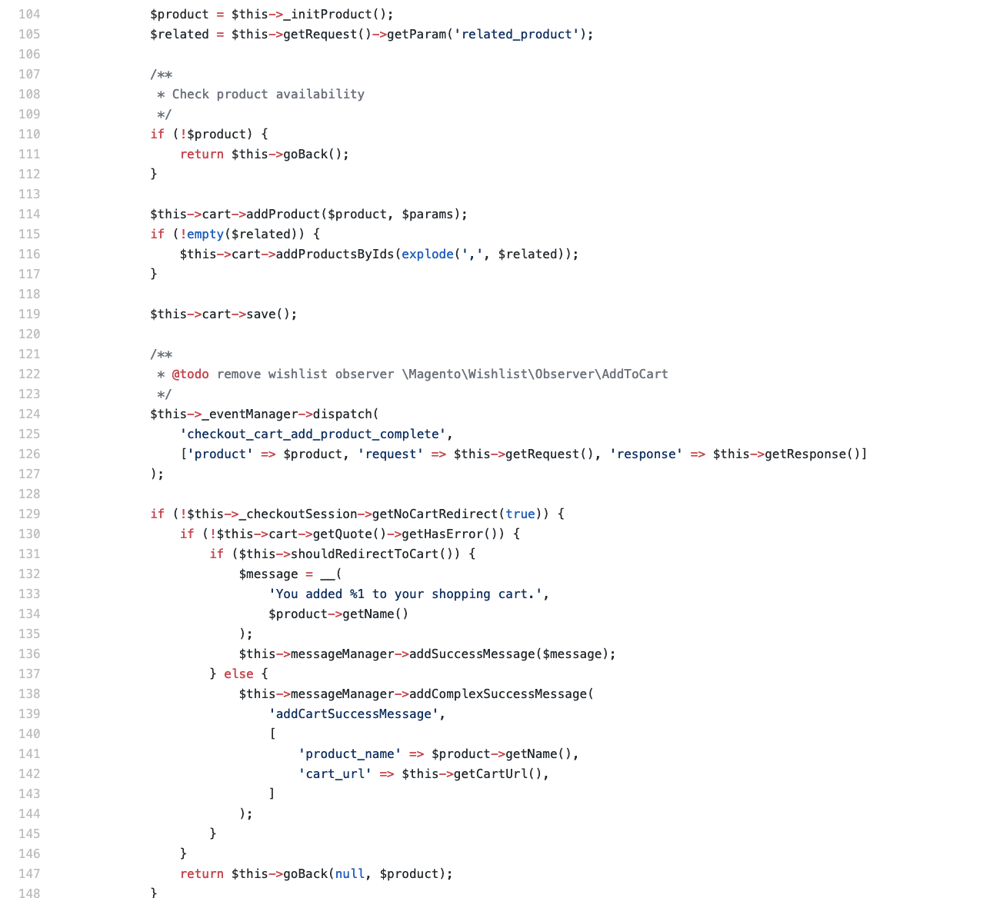 104 $product = $this->_initProduct();
105 $related = $this->getRequest()->getParam('related_product');
106
107 /**
108  * Check product availability
109  */
110 if (!$product) {
111     return $this->goBack();
112 }
113
114 $this->cart->addProduct($product, $params);
115 if (!empty($related)) {
116     $this->cart->addProductsByIds(explode(',', $related));
117 }
118
119 $this->cart->save();
120
121 /**
122  * @todo remove wishlist observer \Magento\Wishlist\Observer\AddToCart
123  */
124 $this->_eventManager->dispatch(
125     'checkout_cart_add_product_complete',
126     ['product' => $product, 'request' => $this->getRequest(), 'response' => $this->getResponse()]
127 );
128
129 if (!$this->_checkoutSession->getNoCartRedirect(true)) {
130     if (!$this->cart->getQuote()->getHasError()) {
131         if ($this->shouldRedirectToCart()) {
132             $message = __(
133                 'You added %1 to your shopping cart.',
134                 $product->getName()
135             );
136             $this->messageManager->addSuccessMessage($message);
137         } else {
138             $this->messageManager->addComplexSuccessMessage(
139                 'addCartSuccessMessage',
140                 [
141                     'product_name' => $product->getName(),
142                     'cart_url' => $this->getCartUrl(),
143                 ]
144             );
145         }
146     }
147     return $this->goBack(null, $product);
148 }